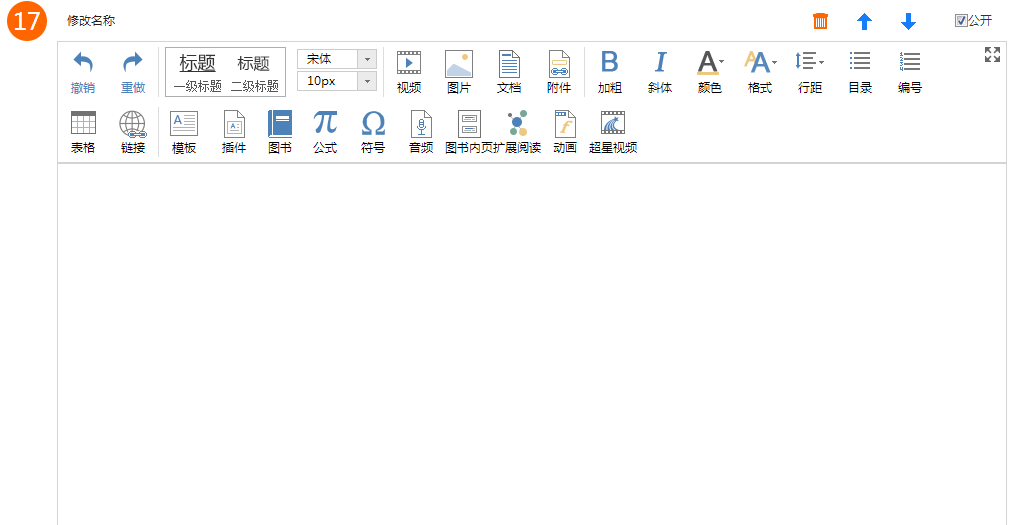 17 修改名称 公开
标题 标题 宋体
一级标题 二级标题 10px
撤销 重做 视频 图片 文档 附件 加粗 斜体 颜色 格式 行距 目录 编号
表格 链接 模板 插件 图书 公式 符号 音频 图书内页 扩展阅读 动画 超星视频